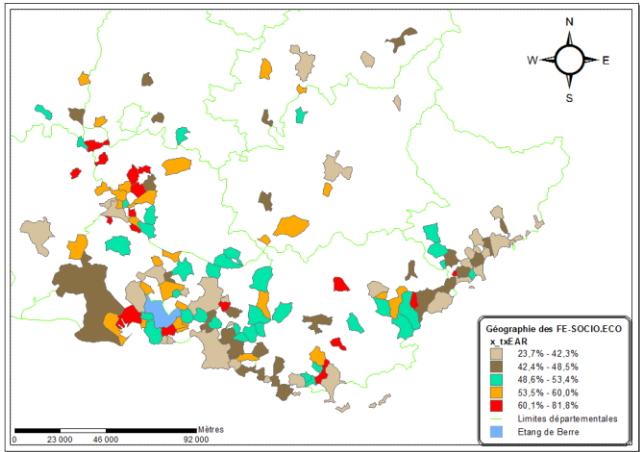 N
W E
S
Géographie des FE-SOCIO.ECO
x_txEAR
23,7% - 42,3%
42,4% - 48,5%
48,6% - 53,4%
53,5% - 60,0%
60,1% - 81,8%
Limites départementales
Etang de Berre
Mètres
0 23 000 46 000 92 000